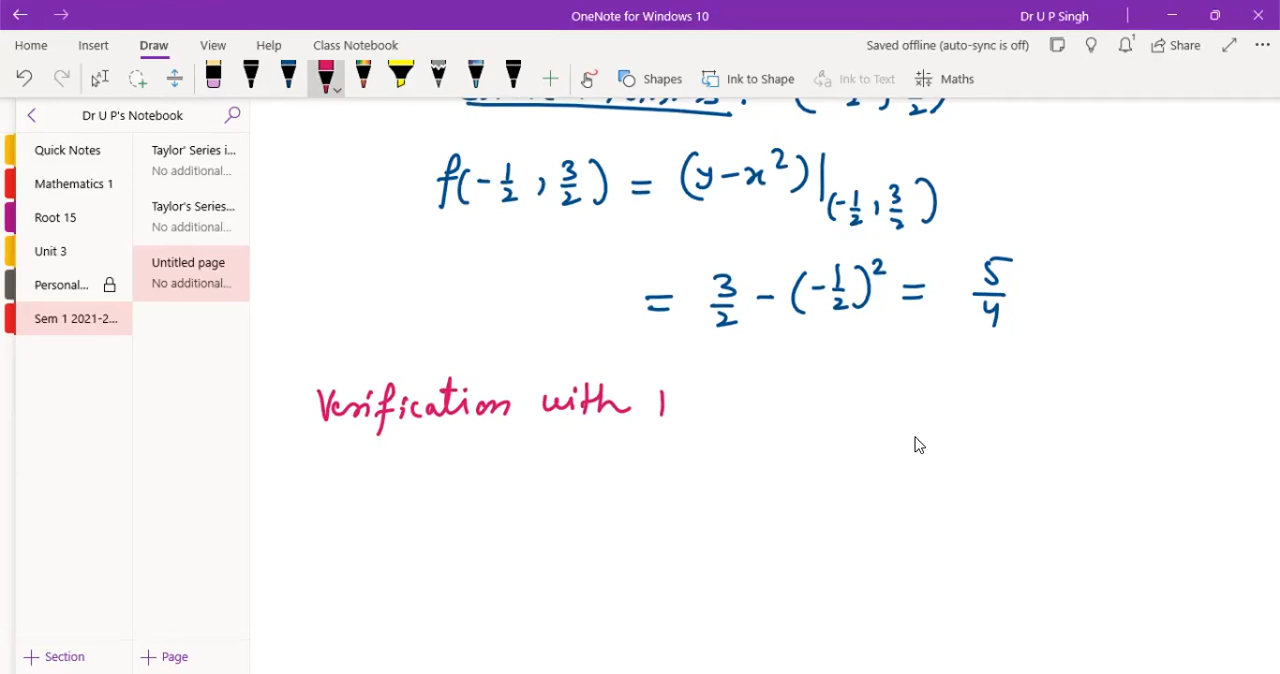 OneNote for Windows 10
Dr U P Singh
Home Insert Draw View Help Class Notebook
Saved offline (auto-sync is off)
Share
Shapes
Ink to Shape
Ink to Text
Maths
Dr U P's Notebook
Quick Notes
Mathematics 1
Root 15
Unit 3
Personal...
Sem 1 2021-2...
Taylor' Series i...
No additional...
Taylor's Series...
No additional...
Untitled page
No additional...
+ Section
+ Page
f(-1/2, 3/2) = (y-x²)|(-1/2, 3/2)
= 3/2 - (-1/2)² = 5/4
Verification with